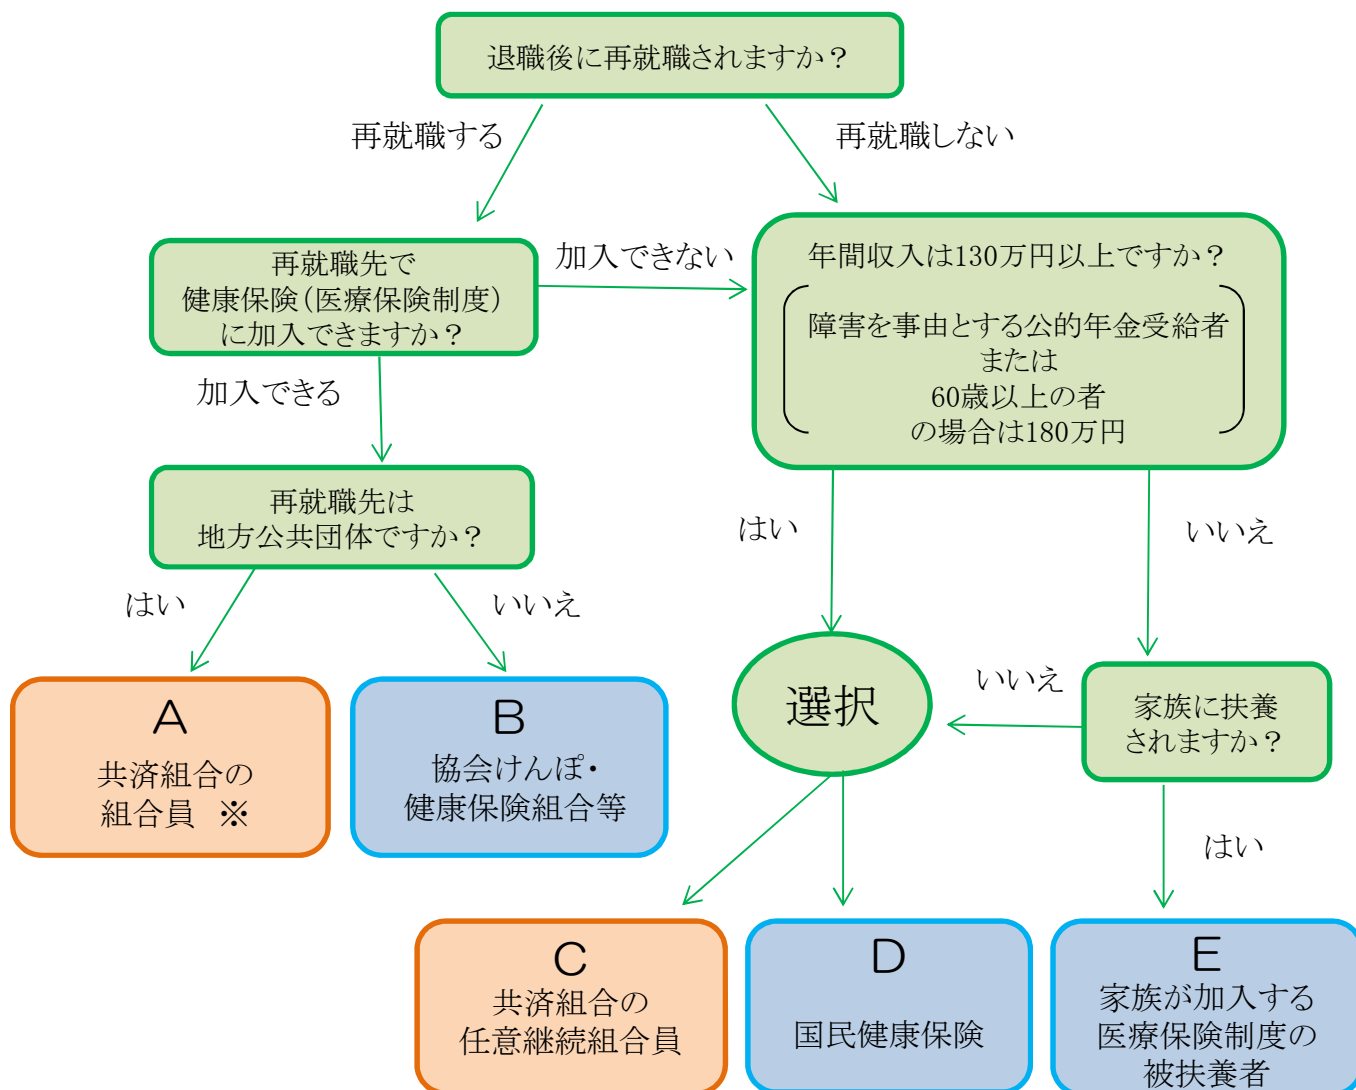 退職後に再就職されますか？
再就職する
再就職しない
再就職先で
健康保険（医療保険制度）
に加入できますか？
加入できない
年間収入は130万円以上ですか？
障害を事由とする公的年金受給者
または
60歳以上の者
の場合は180万円
加入できる
再就職先は
地方公共団体ですか？
はい
いいえ
はい
いいえ
A
共済組合の
組合員　※
B
協会けんぽ・
健康保険組合等
選択
いいえ
家族に扶養
されますか？
はい
C
共済組合の
任意継続組合員
D
国民健康保険
E
家族が加入する
医療保険制度の
被扶養者